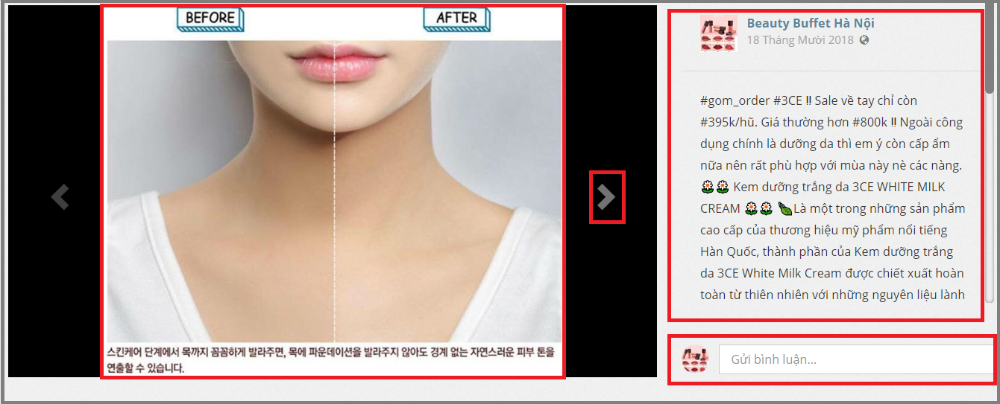 BEFORE
AFTER
스킨케어 단계에서 목까지 꼼꼼하게 발라주면, 목에 파운데이션을 발라주지 않아도 경계 없는 자연스러운 피부 톤을
연출할 수 있습니다.
Beauty Buffet Hà Nội
18 Tháng Mười 2018
#gom_order #3CE ‼ Sale về tay chỉ còn
#395k/hũ. Giá thường hơn #800k ‼ Ngoài công
dụng chính là dưỡng da thì em ý còn cấp ẩm
nữa nên rất phù hợp với mùa này nè các nàng.
🌼🌼 Kem dưỡng trắng da 3CE WHITE MILK
CREAM 🌼🌼 🍃Là một trong những sản phẩm
cao cấp của thương hiệu mỹ phẩm nổi tiếng
Hàn Quốc, thành phần của Kem dưỡng trắng
da 3CE White Milk Cream được chiết xuất hoàn
toàn từ thiên nhiên với những nguyên liệu lành
Gửi bình luận...